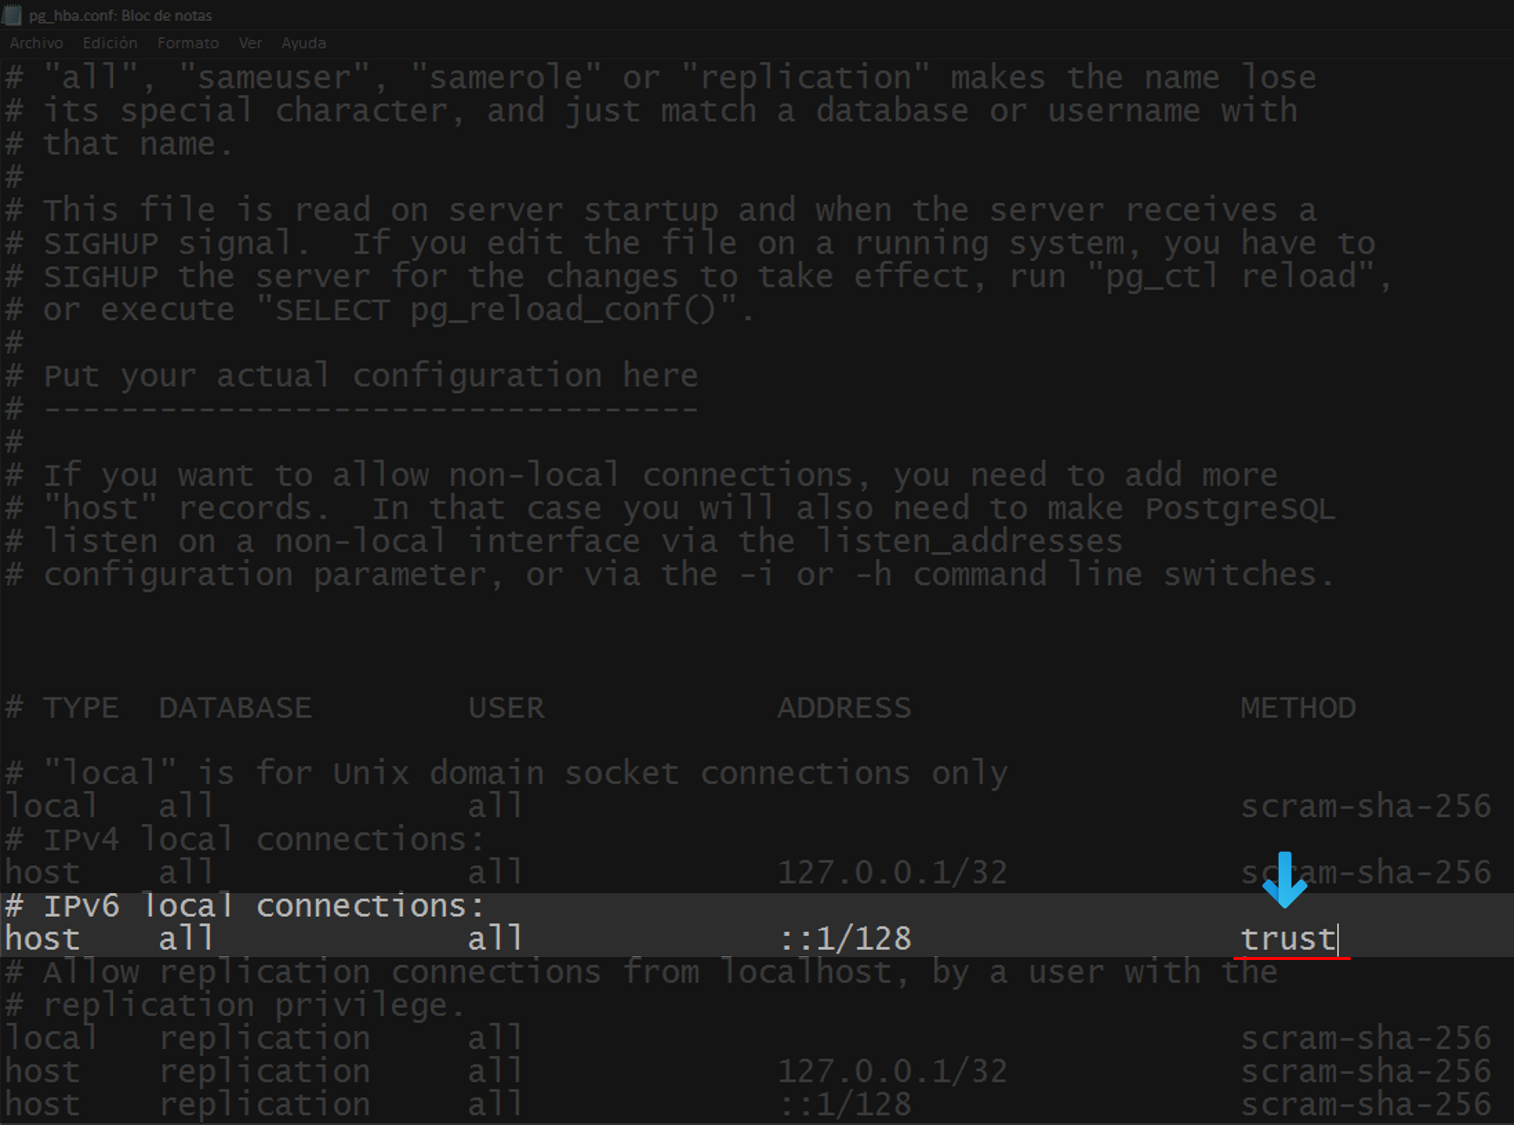 pg_hba.conf: Bloc de notas
Archivo Edición Formato Ver Ayuda
# "all", "sameuser", "samerole" or "replication" makes the name lose
# its special character, and just match a database or username with
# that name.
#
# This file is read on server startup and when the server receives a
# SIGHUP signal.  If you edit the file on a running system, you have to
# SIGHUP the server for the changes to take effect, run "pg_ctl reload",
# or execute "SELECT pg_reload_conf()".
#
# Put your actual configuration here
# ----------------------------------
#
# If you want to allow non-local connections, you need to add more
# "host" records.  In that case you will also need to make PostgreSQL
# listen on a non-local interface via the listen_addresses
# configuration parameter, or via the -i or -h command line switches.
# TYPE  DATABASE        USER            ADDRESS                 METHOD
# "local" is for Unix domain socket connections only
local   all             all                                     scram-sha-256
# IPv4 local connections:
host    all             all             127.0.0.1/32            scram-sha-256
# IPv6 local connections:
host    all             all             ::1/128                 trust
# Allow replication connections from localhost, by a user with the
# replication privilege.
local   replication     all                                     scram-sha-256
host    replication     all             127.0.0.1/32            scram-sha-256
host    replication     all             ::1/128                 scram-sha-256